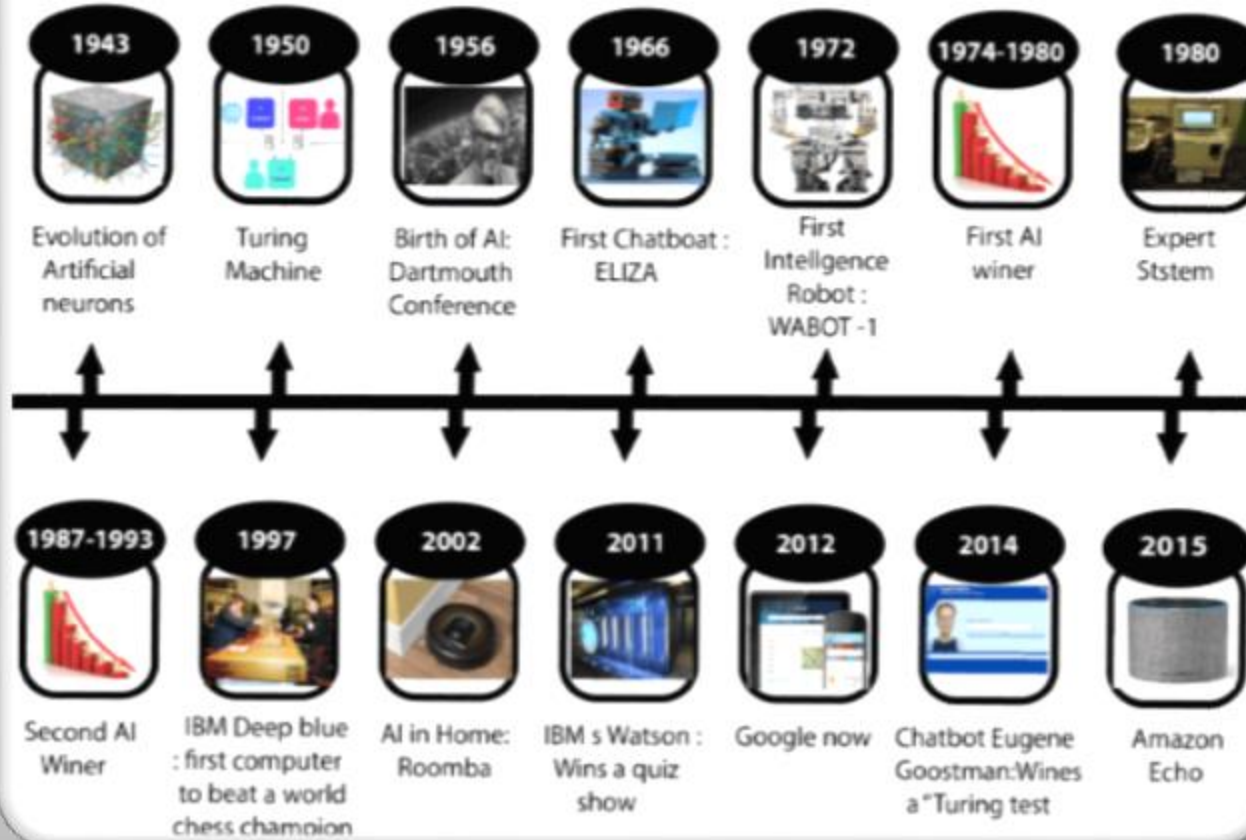 1943
1950
1956
1966
1972
1974-1980
1980
Evolution of
Artificial
neurons
Turing
Machine
Birth of AI:
Dartmouth
Conference
First Chatboat :
ELIZA
First
Intellgence
Robot :
WABOT -1
First AI
winer
Expert
Ststem
1987-1993
1997
2002
2011
2012
2014
2015
Second AI
Winer
IBM Deep blue
: first computer
to beat a world
chess champion
AI in Home:
Roomba
IBM s Watson :
Wins a quiz
show
Google now
Chatbot Eugene
Goostman:Wines
a "Turing test
Amazon
Echo